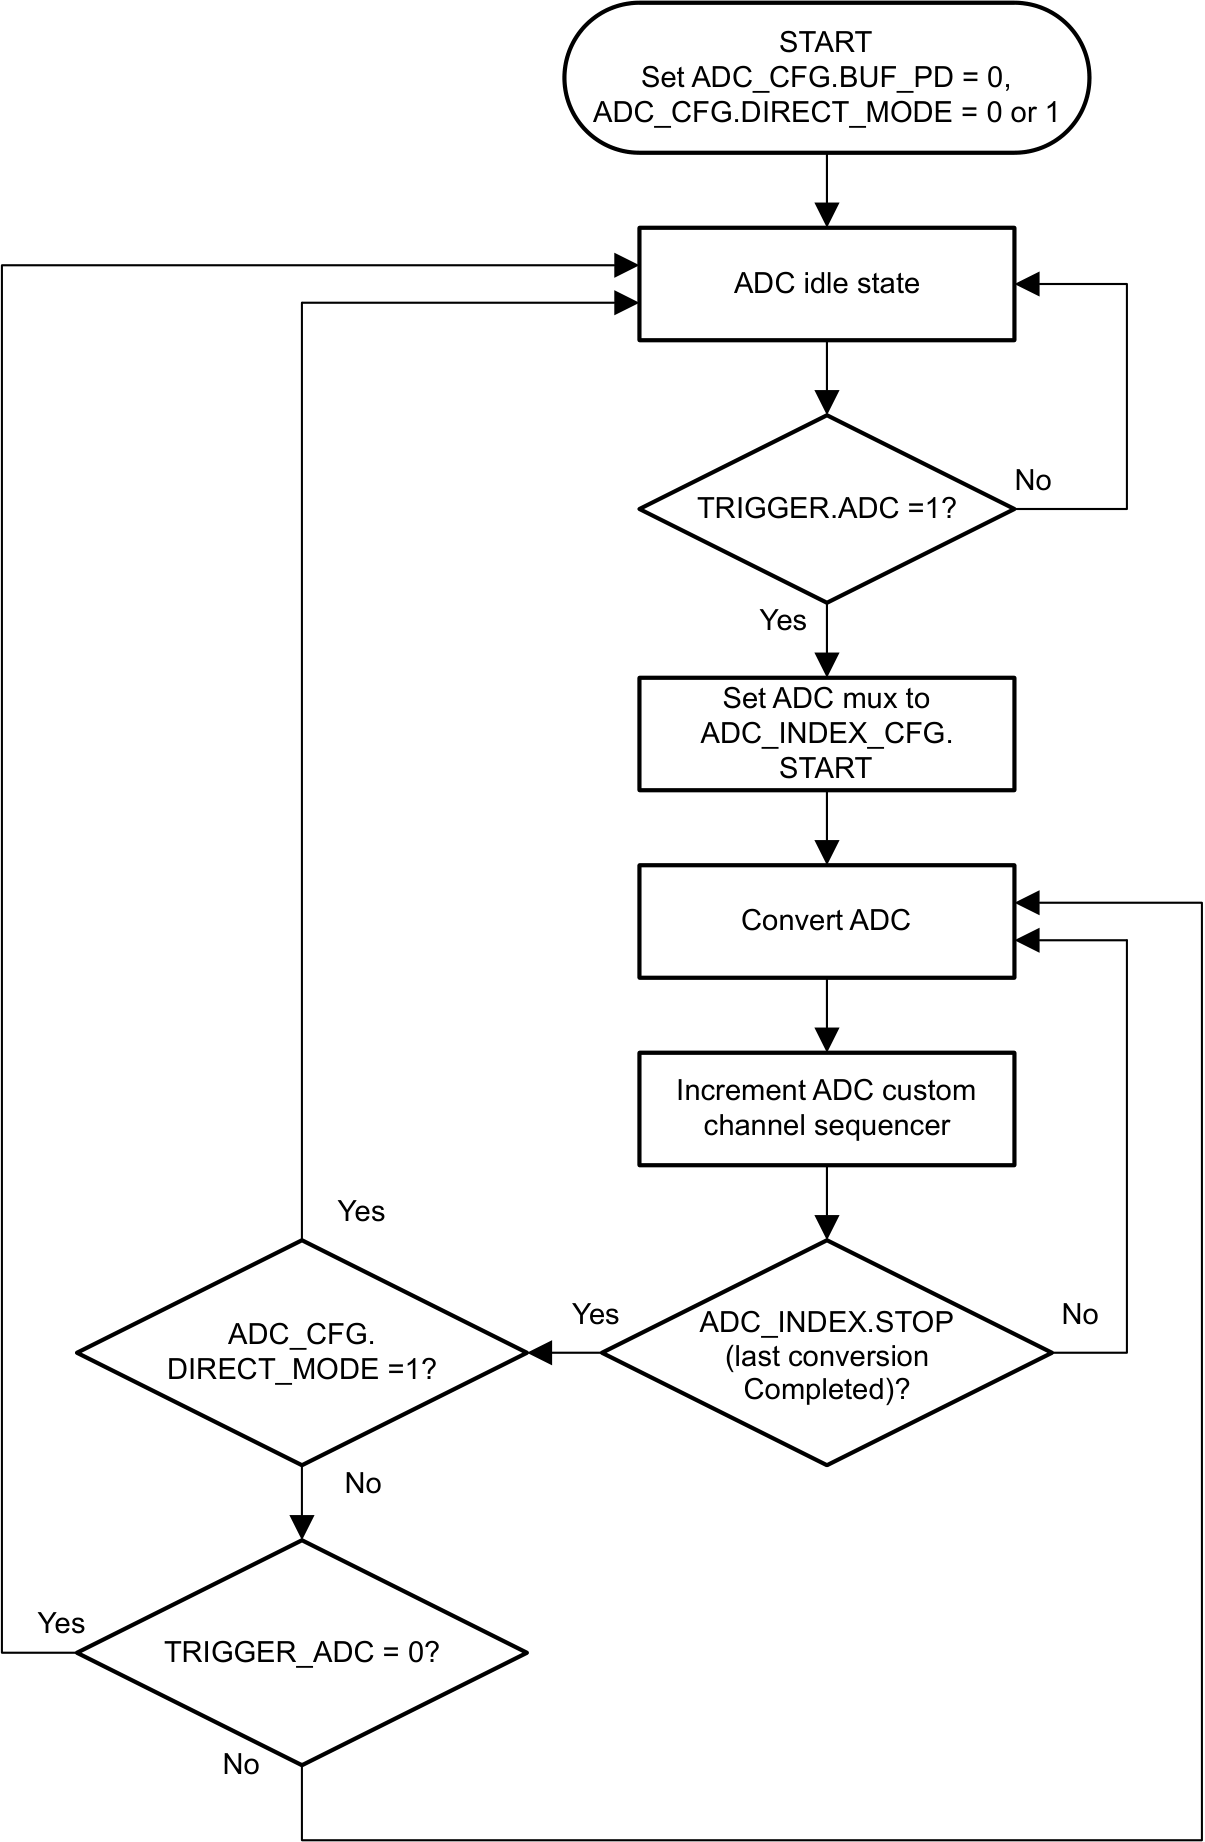 START
Set ADC_CFG.BUF_PD = 0,
ADC_CFG.DIRECT_MODE = 0 or 1
ADC idle state
No
TRIGGER.ADC =1?
Yes
Set ADC mux to
ADC_INDEX_CFG.
START
Convert ADC
Increment ADC custom
channel sequencer
Yes
Yes
No
ADC_INDEX.STOP
(last conversion
Completed)?
ADC_CFG.
DIRECT_MODE =1?
No
Yes
TRIGGER_ADC = 0?
No